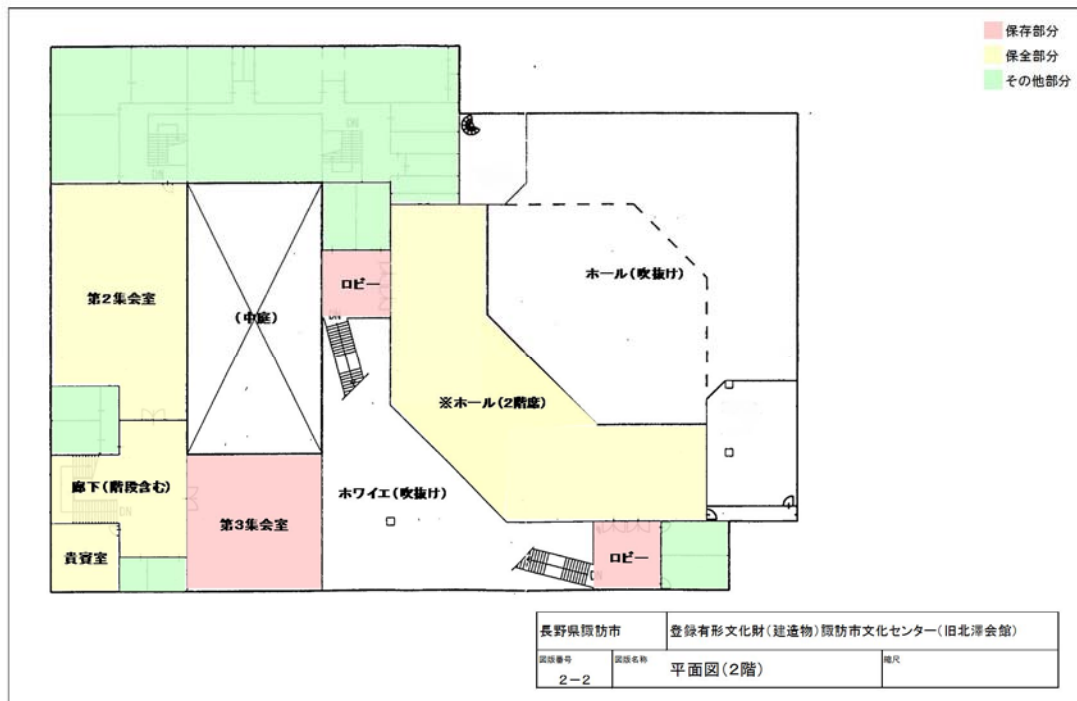 保存部分
保全部分
その他部分
DN
DN
ホール(吹抜け)
ロビー
第2集会室
(中庭)
DN
※ホール(2階席)
廊下(階段含む)
ホワイエ(吹抜け)
DN
第3集会室
貴賓室
ロビー
DN
長野県諏訪市
登録有形文化財(建造物)諏訪市文化センター(旧北澤会館)
図版番号
2-2
図版名称
平面図(2階)
縮尺